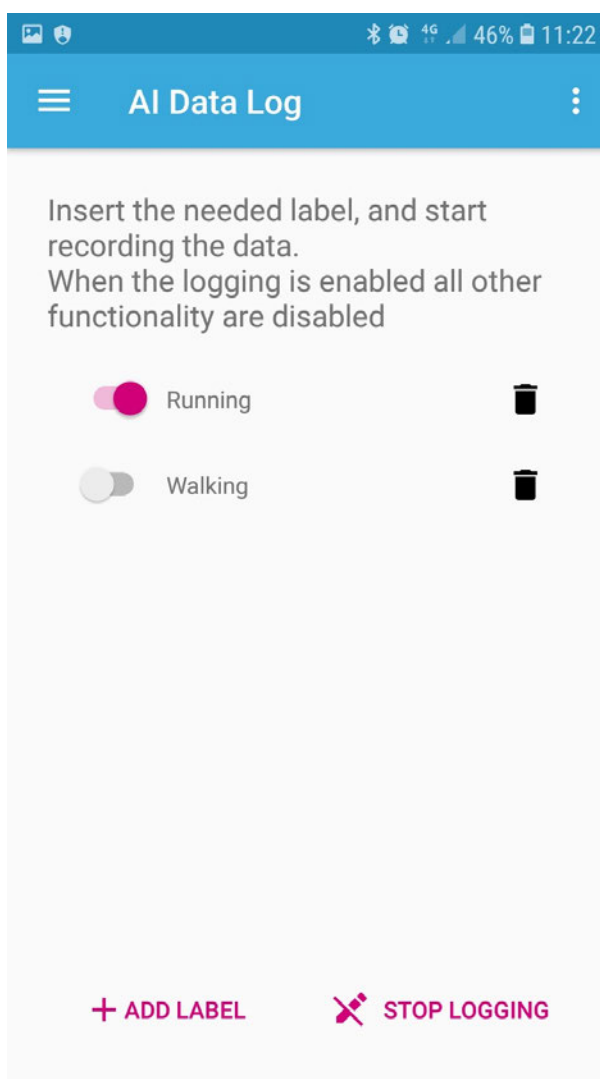 4G 46% 11:22
AI Data Log
Insert the needed label, and start
recording the data.
When the logging is enabled all other
functionality are disabled
Running
Walking
+ ADD LABEL
STOP LOGGING